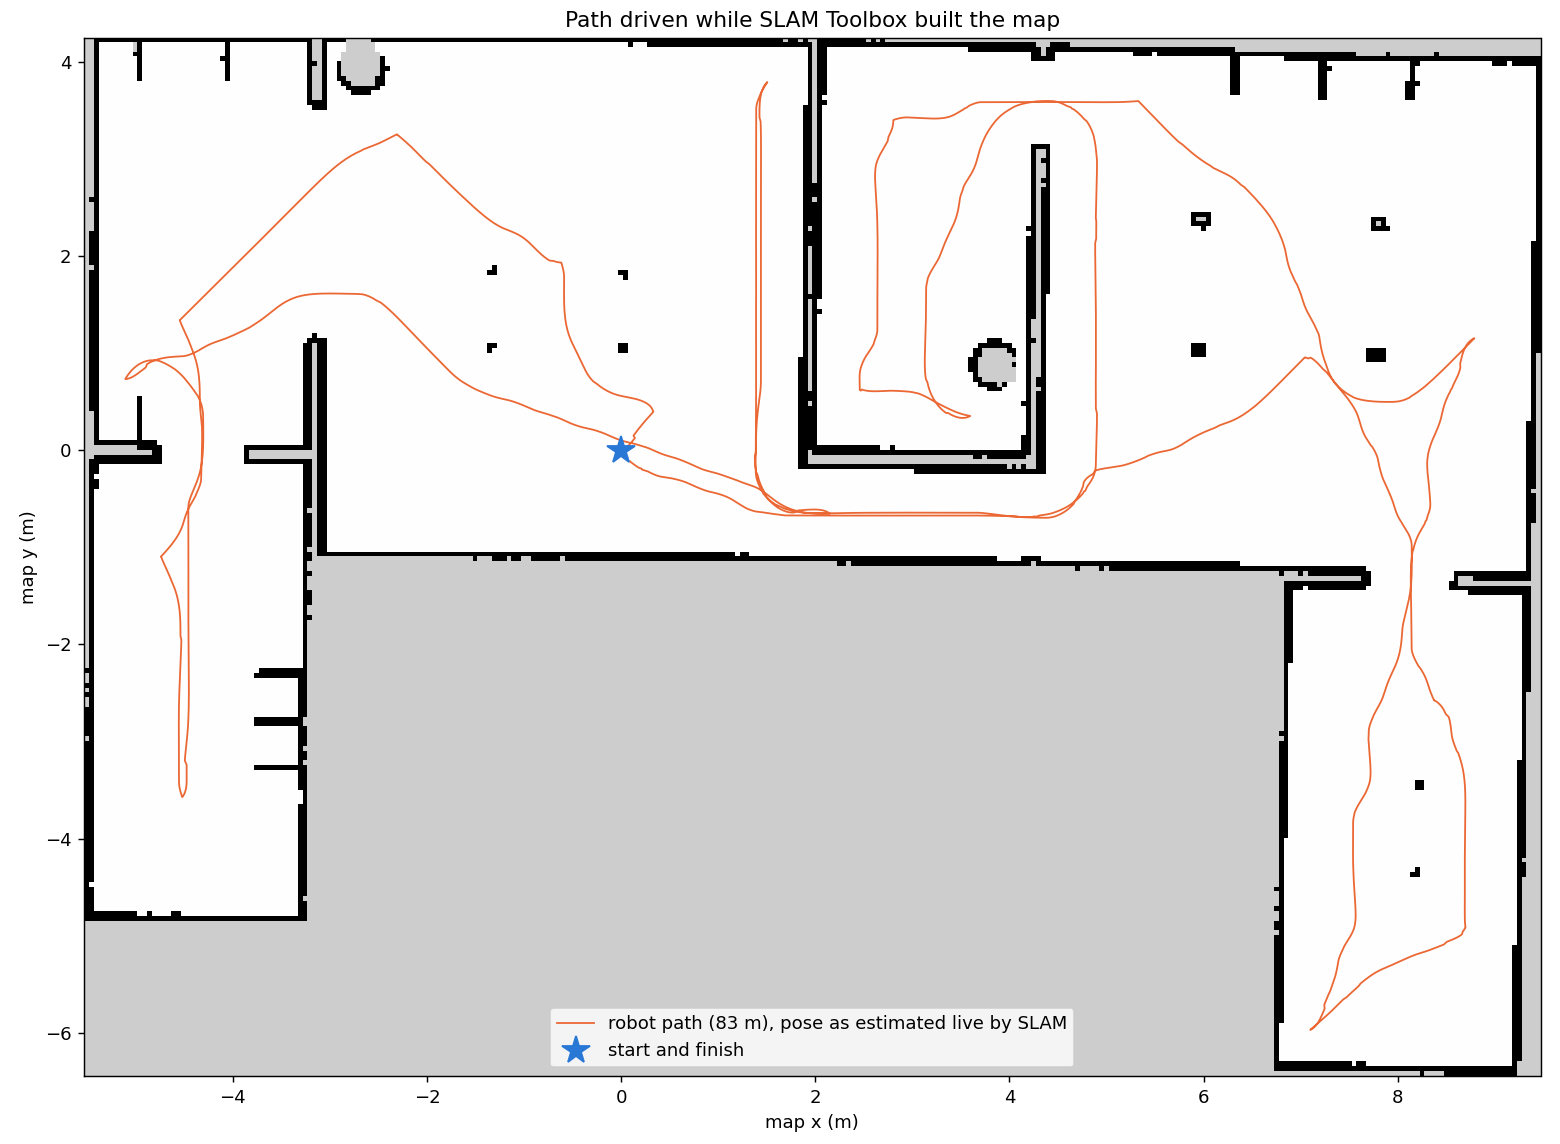 Path driven while SLAM Toolbox built the map
map y (m)
4
2
0
−2
−4
−6
robot path (83 m), pose as estimated live by SLAM
start and finish
−4 −2 0 2 4 6 8
map x (m)